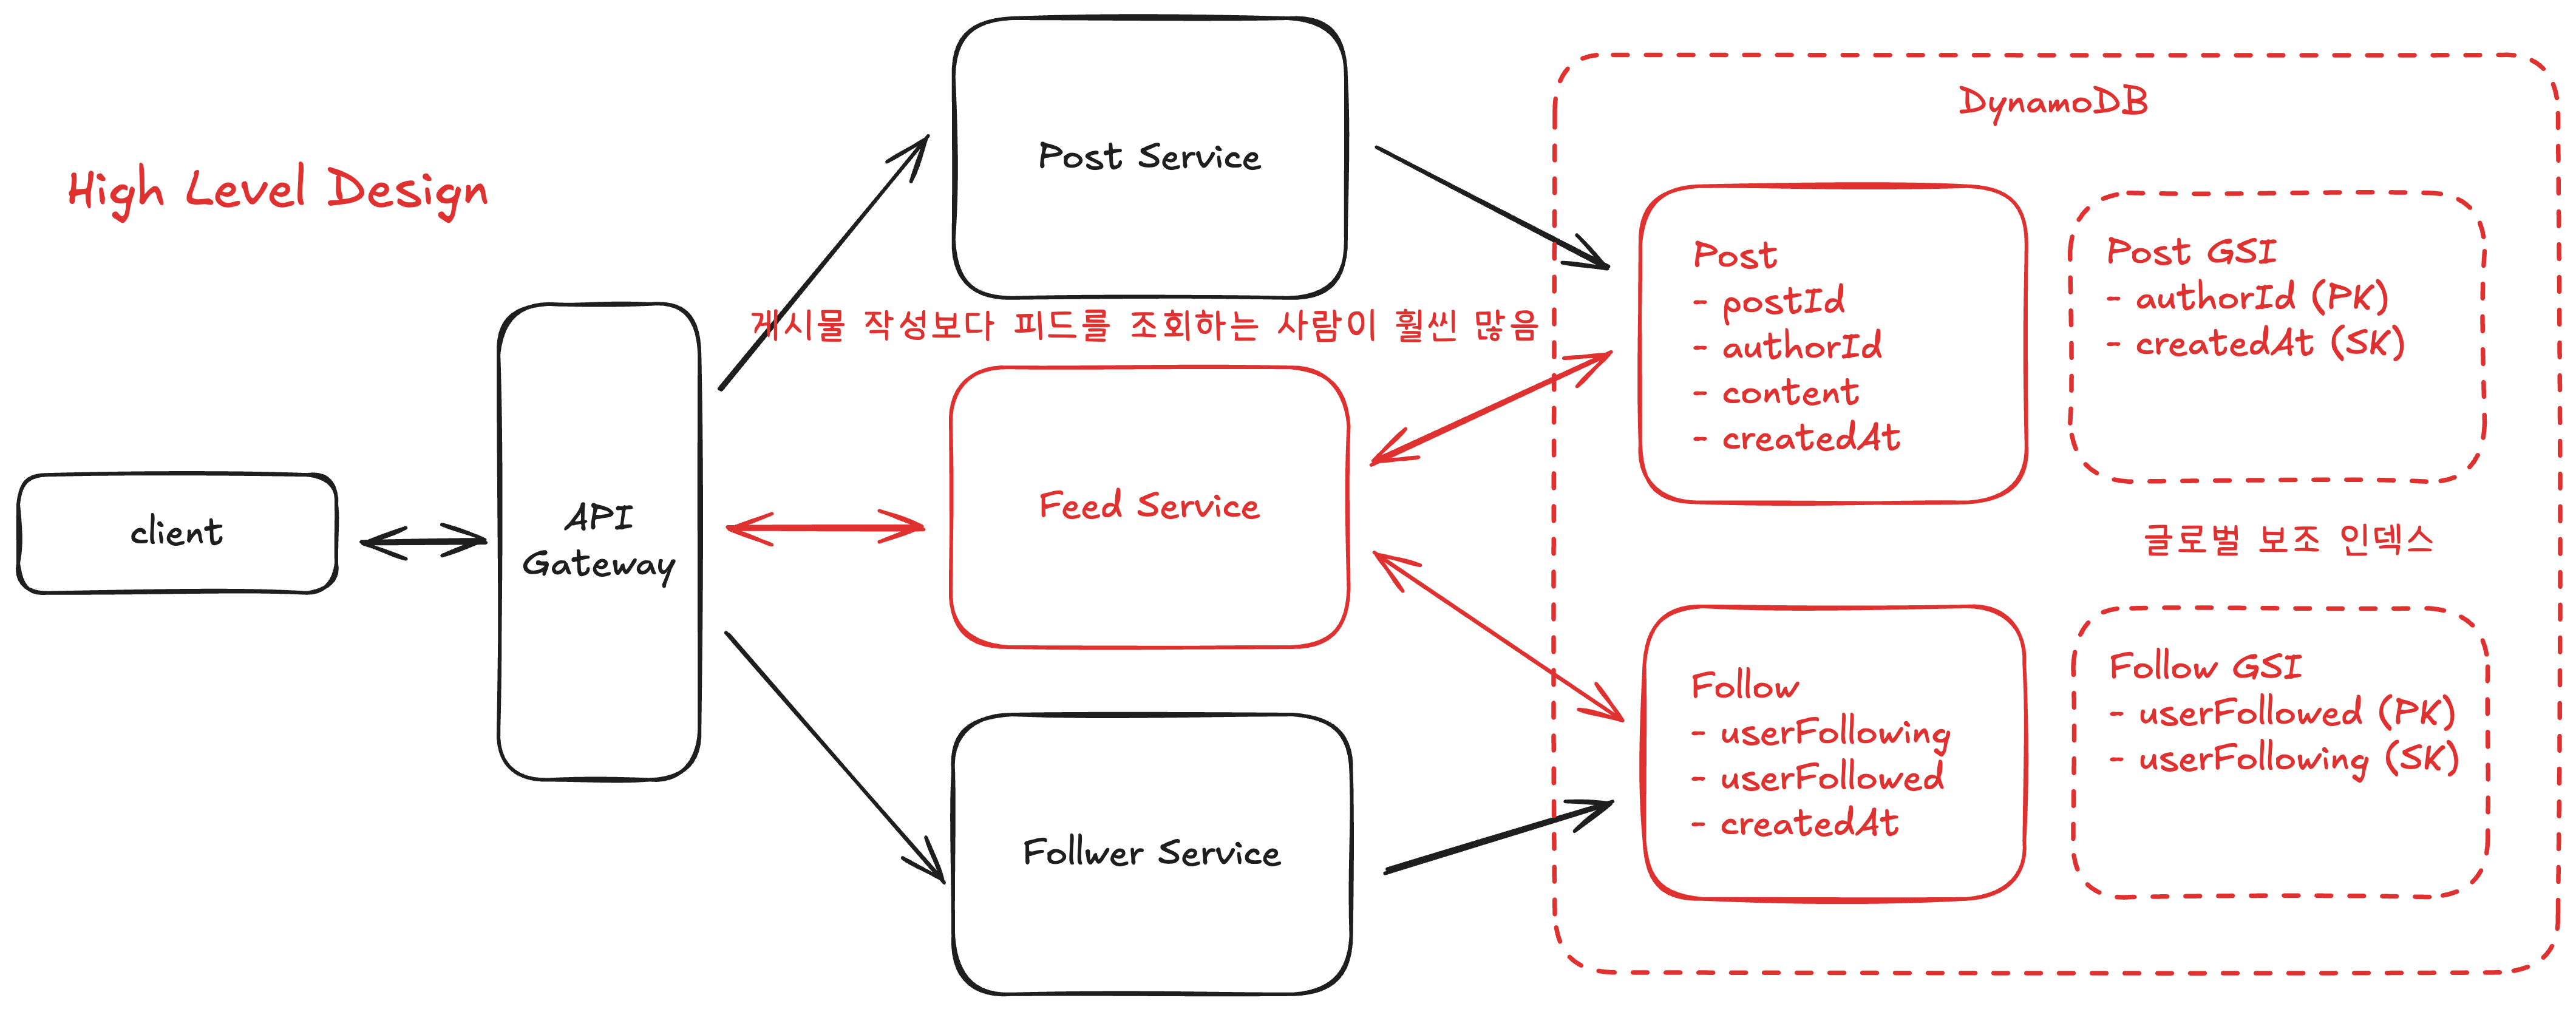 High Level Design
client
API
Gateway
Post Service
게시물 작성보다 피드를 조회하는 사람이 훨씬 많음
Feed Service
Follwer Service
DynamoDB
Post
- postId
- authorId
- content
- createdAt
Post GSI
- authorId (PK)
- createdAt (SK)
글로벌 보조 인덱스
Follow
- userFollowing
- userFollowed
- createdAt
Follow GSI
- userFollowed (PK)
- userFollowing (SK)